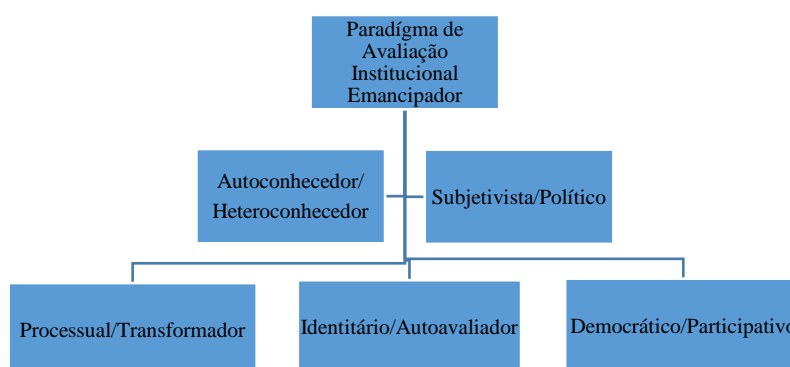 Paradígma de
Avaliação
Institucional
Emancipador
Autoconhecedor/
Heteroconhecedor
Subjetivista/Político
Processual/Transformador
Identitário/Autoavaliador
Democrático/Participativo